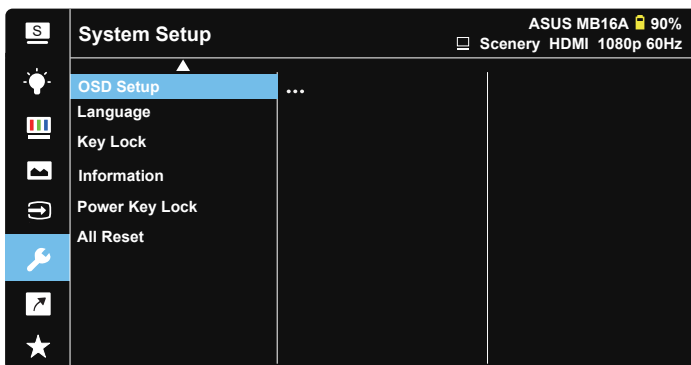 S
System Setup
ASUS MB16A 90%
Scenery HDMI 1080p 60Hz
OSD Setup
...
Language
Key Lock
Information
Power Key Lock
All Reset